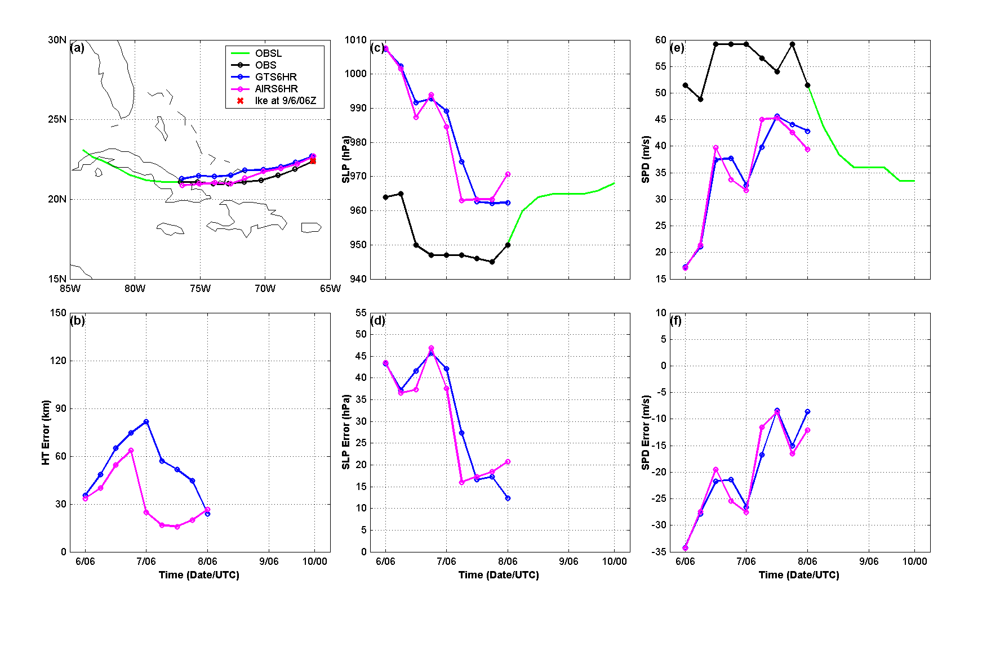 (a)
30N
25N
20N
15N
85W
80W
75W
70W
65W
OBSL
OBS
GTS6HR
AIRS6HR
Ike at 9/6/06Z
(c)
1010
1000
990
980
970
960
950
940
SLP (hPa)
(e)
60
55
50
45
40
35
30
25
20
15
SPD (m/s)
(b)
150
120
90
60
30
0
HT Error (km)
6/06
7/06
8/06
9/06
10/00
Time (Date/UTC)
(d)
55
50
45
40
35
30
25
20
15
10
5
0
SLP Error (hPa)
6/06
7/06
8/06
9/06
10/00
Time (Date/UTC)
(f)
10
5
0
-5
-10
-15
-20
-25
-30
-35
SPD Error (m/s)
6/06
7/06
8/06
9/06
10/00
Time (Date/UTC)